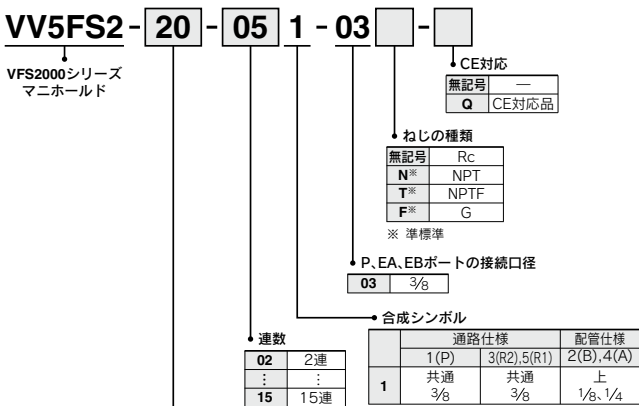 VV5FS2 - 20 - 05 1 - 03 -
VFS2000シリーズ
マニホールド
CE対応
無記号 —
Q CE対応品
ねじの種類
無記号 Rc
N※ NPT
T※ NPTF
F※ G
※ 準標準
P、EA、EBポートの接続口径
03 3/8
合成シンボル
通路仕様 配管仕様
1(P) 3(R2),5(R1) 2(B),4(A)
1 共通 3/8 共通 3/8 上 1/8、1/4
連数
02 2連
⋮ ⋮
15 15連